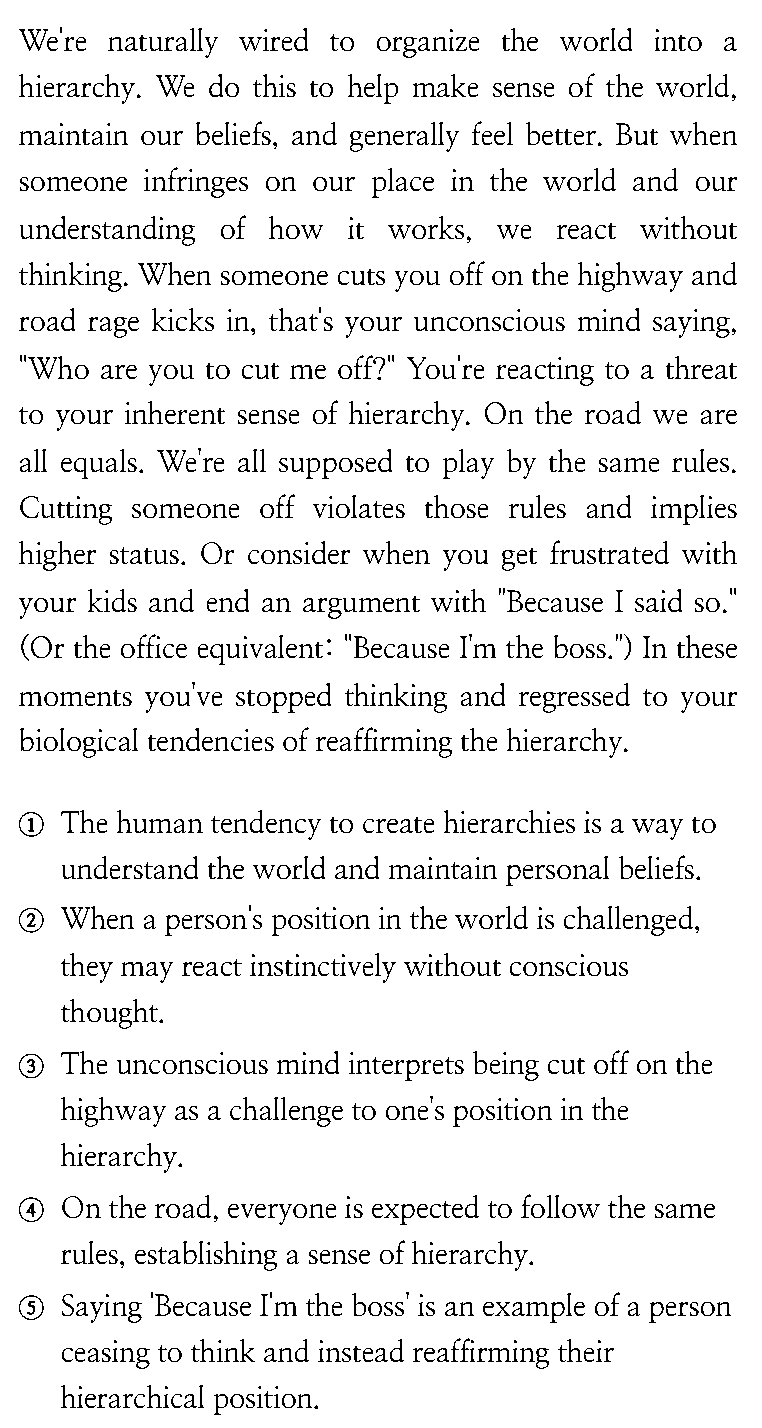 We're naturally wired to organize the world into a
hierarchy. We do this to help make sense of the world,
maintain our beliefs, and generally feel better. But when
someone infringes on our place in the world and our
understanding of how it works, we react without
thinking. When someone cuts you off on the highway and
road rage kicks in, that's your unconscious mind saying,
"Who are you to cut me off?" You're reacting to a threat
to your inherent sense of hierarchy. On the road we are
all equals. We're all supposed to play by the same rules.
Cutting someone off violates those rules and implies
higher status. Or consider when you get frustrated with
your kids and end an argument with "Because I said so."
(Or the office equivalent: "Because I'm the boss.") In these
moments you've stopped thinking and regressed to your
biological tendencies of reaffirming the hierarchy.
① The human tendency to create hierarchies is a way to
understand the world and maintain personal beliefs.
② When a person's position in the world is challenged,
they may react instinctively without conscious
thought.
③ The unconscious mind interprets being cut off on the
highway as a challenge to one's position in the
hierarchy.
④ On the road, everyone is expected to follow the same
rules, establishing a sense of hierarchy.
⑤ Saying 'Because I'm the boss' is an example of a person
ceasing to think and instead reaffirming their
hierarchical position.